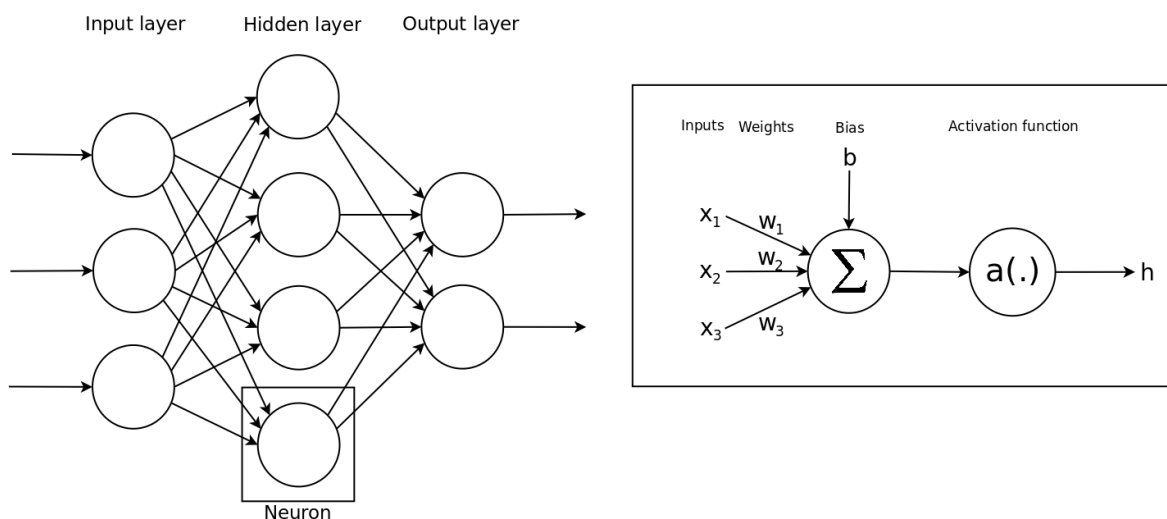 Input layer
Hidden layer
Output layer
Neuron
Inputs
Weights
Bias
Activation function
b
x₁
w₁
x₂
w₂
x₃
w₃
∑
a(.)
h